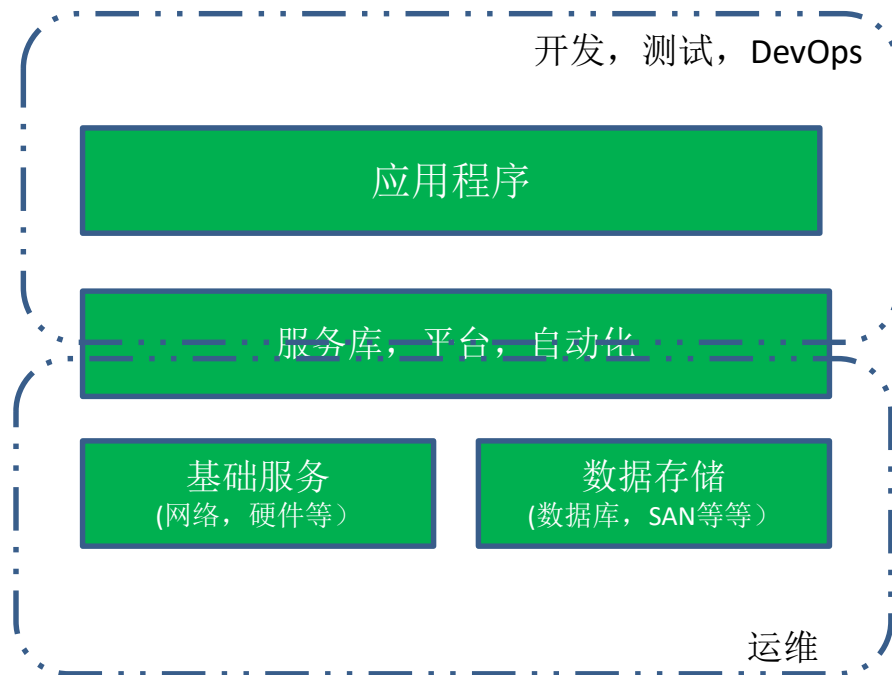 开发，测试，DevOps
应用程序
服务库，平台，自动化
基础服务
(网络，硬件等）
数据存储
(数据库，SAN等等）
运维